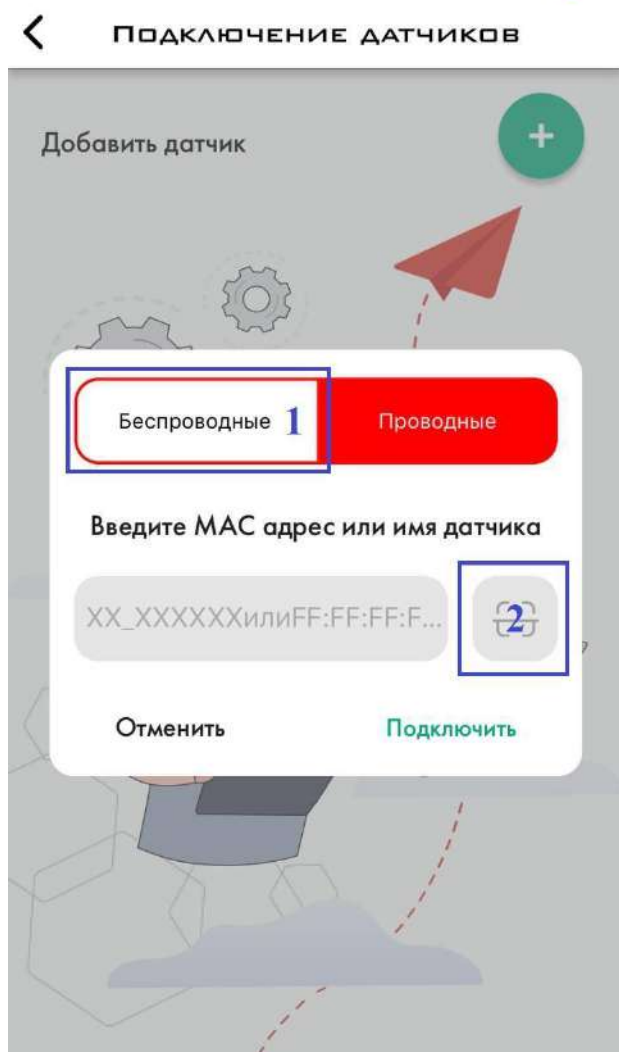 Подключение датчиков
Добавить датчик
Беспроводные 1 Проводные
Введите MAC адрес или имя датчика
XX_XXXXXXилиFF:FF:FF:F... 2
Отменить Подключить